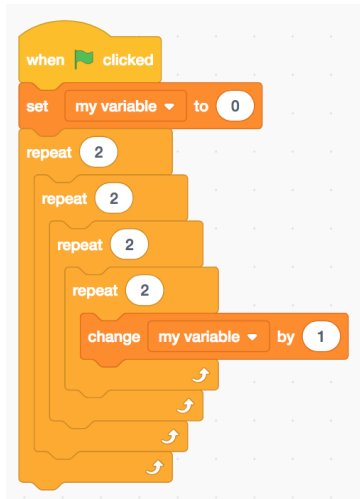 when clicked
set my variable to 0
repeat 2
repeat 2
repeat 2
repeat 2
change my variable by 1